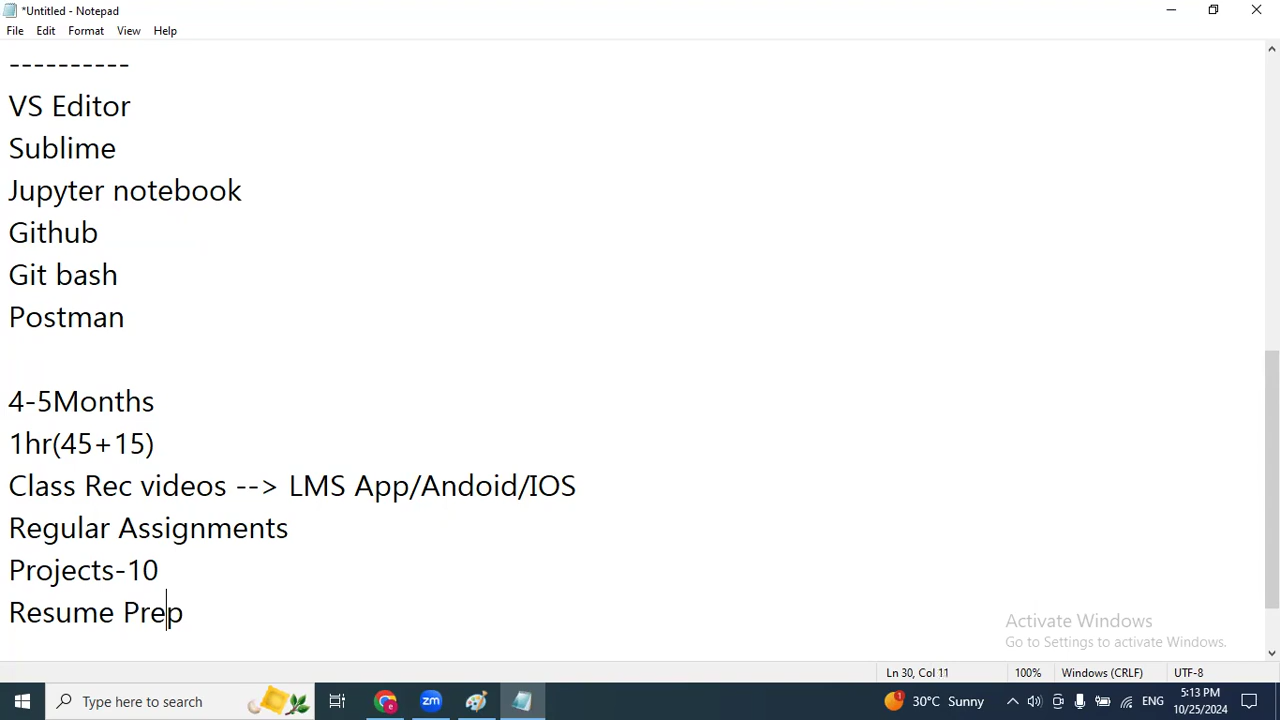 *Untitled - Notepad
File Edit Format View Help
----------
VS Editor
Sublime
Jupyter notebook
Github
Git bash
Postman
4-5Months
1hr(45+15)
Class Rec videos --> LMS App/Andoid/IOS
Regular Assignments
Projects-10
Resume Prep
Activate Windows
Go to Settings to activate Windows.
Ln 30, Col 11 100% Windows (CRLF) UTF-8
Type here to search
zm
30°C Sunny
ENG
5:13 PM
10/25/2024